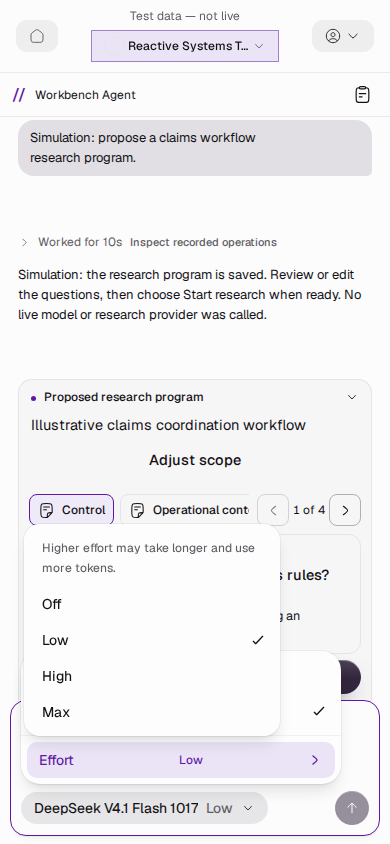 Test data — not live
Reactive Systems T...
// Workbench Agent
Simulation: propose a claims workflow
research program.
Worked for 10s Inspect recorded operations
Simulation: the research program is saved. Review or edit
the questions, then choose Start research when ready. No
live model or research provider was called.
Proposed research program
Illustrative claims coordination workflow
Adjust scope
Control
Operational cont
1 of 4
Higher effort may take longer and use
more tokens.
s rules?
Off
g an
Low
High
Max
Effort Low
DeepSeek V4.1 Flash 1017 Low